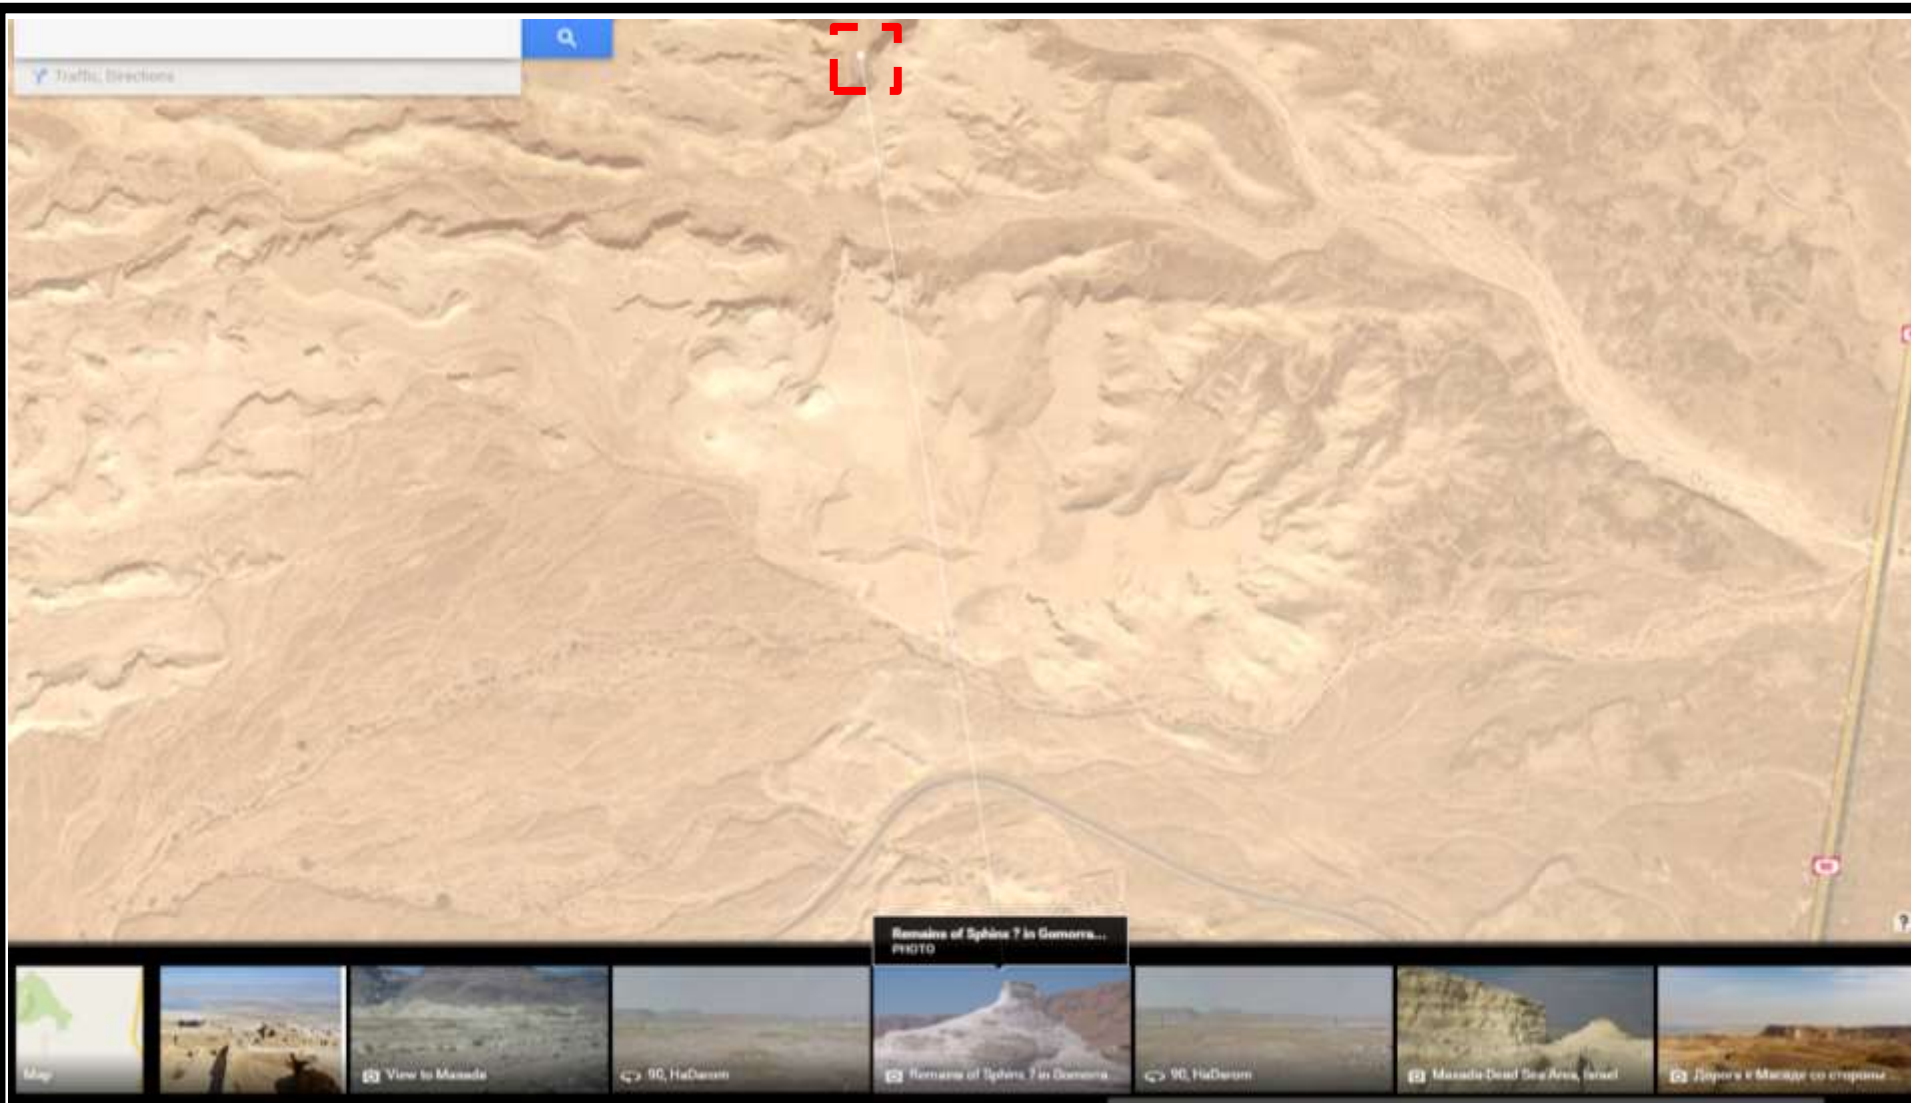 Traffic, Directions
90
?
Remains of Sphinx ? in Gomorra...
PHOTO
Map
View to Masada
90, HaDarom
Remains of Sphinx ? in Gomorra
90, HaDarom
Masada-Dead Sea Area, Israel
Дорога к Масаде со стороны ...